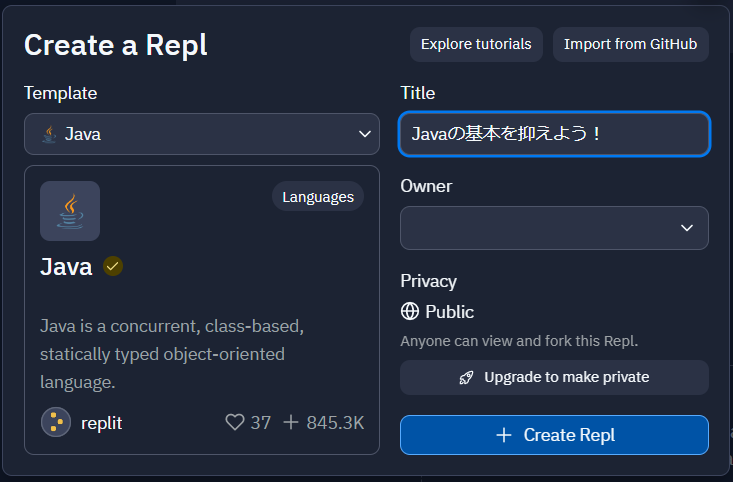 Create a Repl
Explore tutorials
Import from GitHub
Template
Java
Languages
Java
Java is a concurrent, class-based,
statically typed object-oriented
language.
replit
37
845.3K
Title
Javaの基本を抑えよう！
Owner
Privacy
Public
Anyone can view and fork this Repl.
Upgrade to make private
Create Repl